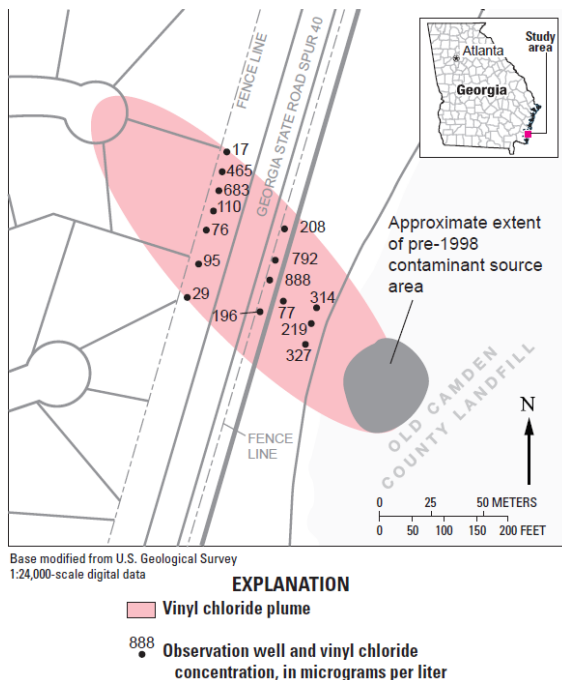 Study
area
Atlanta
Georgia
FENCE LINE
GEORGIA STATE ROAD SPUR 40
17
465
683
110
76
95
29
208
792
888
77
314
196
219
327
Approximate extent
of pre-1998
contaminant source
area
OLD CAMDEN
COUNTY LANDFILL
FENCE
LINE
N
0 25 50 METERS
0 50 100 150 200 FEET
Base modified from U.S. Geological Survey
1:24,000-scale digital data
EXPLANATION
Vinyl chloride plume
888
Observation well and vinyl chloride
concentration, in micrograms per liter